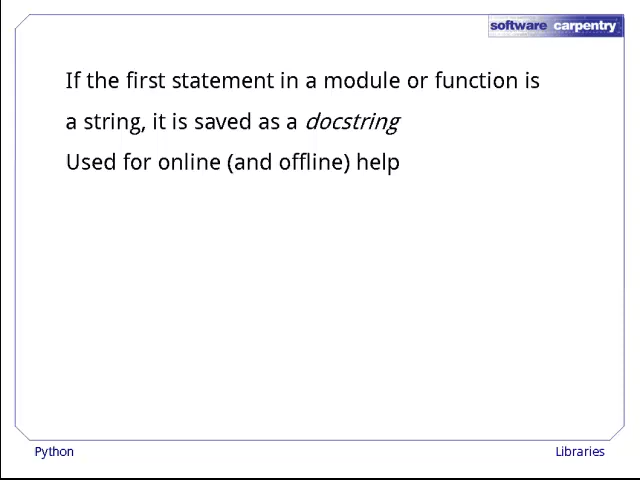 software carpentry
If the first statement in a module or function is
a string, it is saved as a docstring
Used for online (and offline) help
Python
Libraries